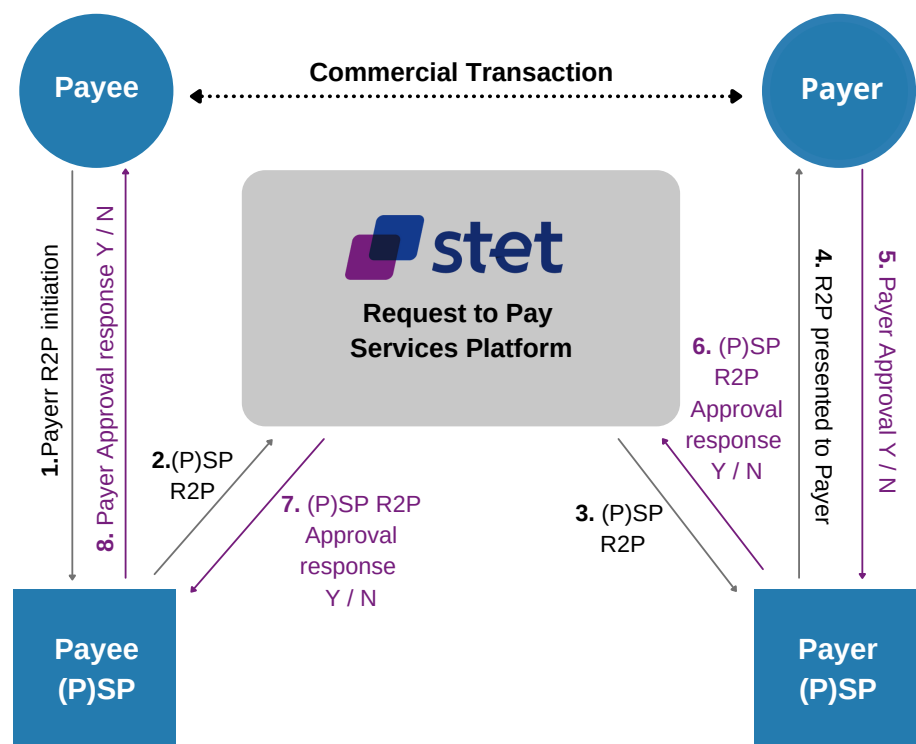 Payee
Commercial Transaction
Payer
stet
Request to Pay
Services Platform
1.Payerr R2P initiation
8. Payer Approval response Y / N
2.(P)SP
R2P
7. (P)SP R2P
Approval
response
Y / N
3. (P)SP
R2P
6. (P)SP
R2P
Approval
response
Y / N
4. R2P presented to Payer
5. Payer Approval Y / N
Payee
(P)SP
Payer
(P)SP